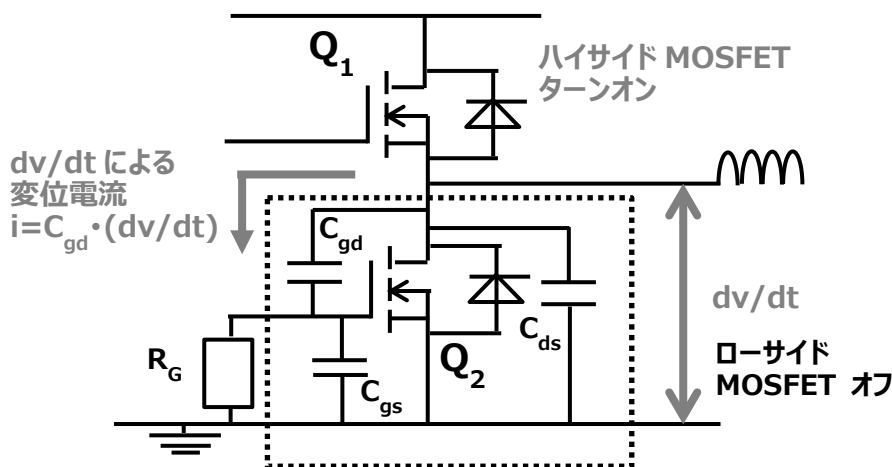 Q1
ハイサイド MOSFET
ターンオン
dv/dt による
変位電流
i=Cgd・(dv/dt)
Cgd
dv/dt
Cds
ローサイド
MOSFET オフ
RG
Q2
Cgs